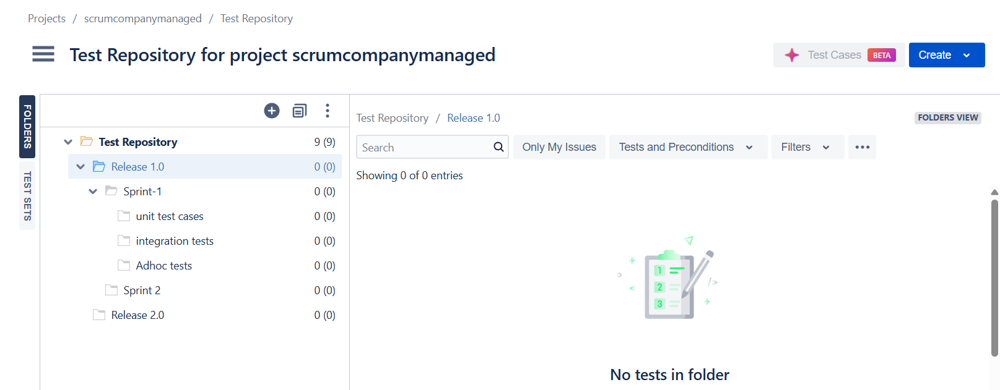 Projects / scrumcompanymanaged / Test Repository
Test Repository for project scrumcompanymanaged
Test Cases BETA
Create
FOLDERS
TEST SETS
Test Repository 9 (9)
Release 1.0 0 (0)
Sprint-1 0 (0)
unit test cases 0 (0)
integration tests 0 (0)
Adhoc tests 0 (0)
Sprint 2 0 (0)
Release 2.0 0 (0)
Test Repository / Release 1.0
FOLDERS VIEW
Search
Only My Issues
Tests and Preconditions
Filters
Showing 0 of 0 entries
1
2
3
No tests in folder